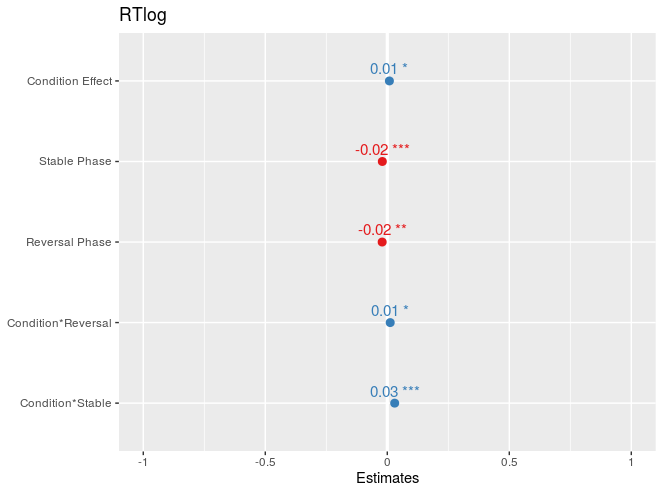 RTlog
Condition Effect
0.01 *
Stable Phase
-0.02 ***
Reversal Phase
-0.02 **
Condition*Reversal
0.01 *
Condition*Stable
0.03 ***
-1 -0.5 0 0.5 1
Estimates